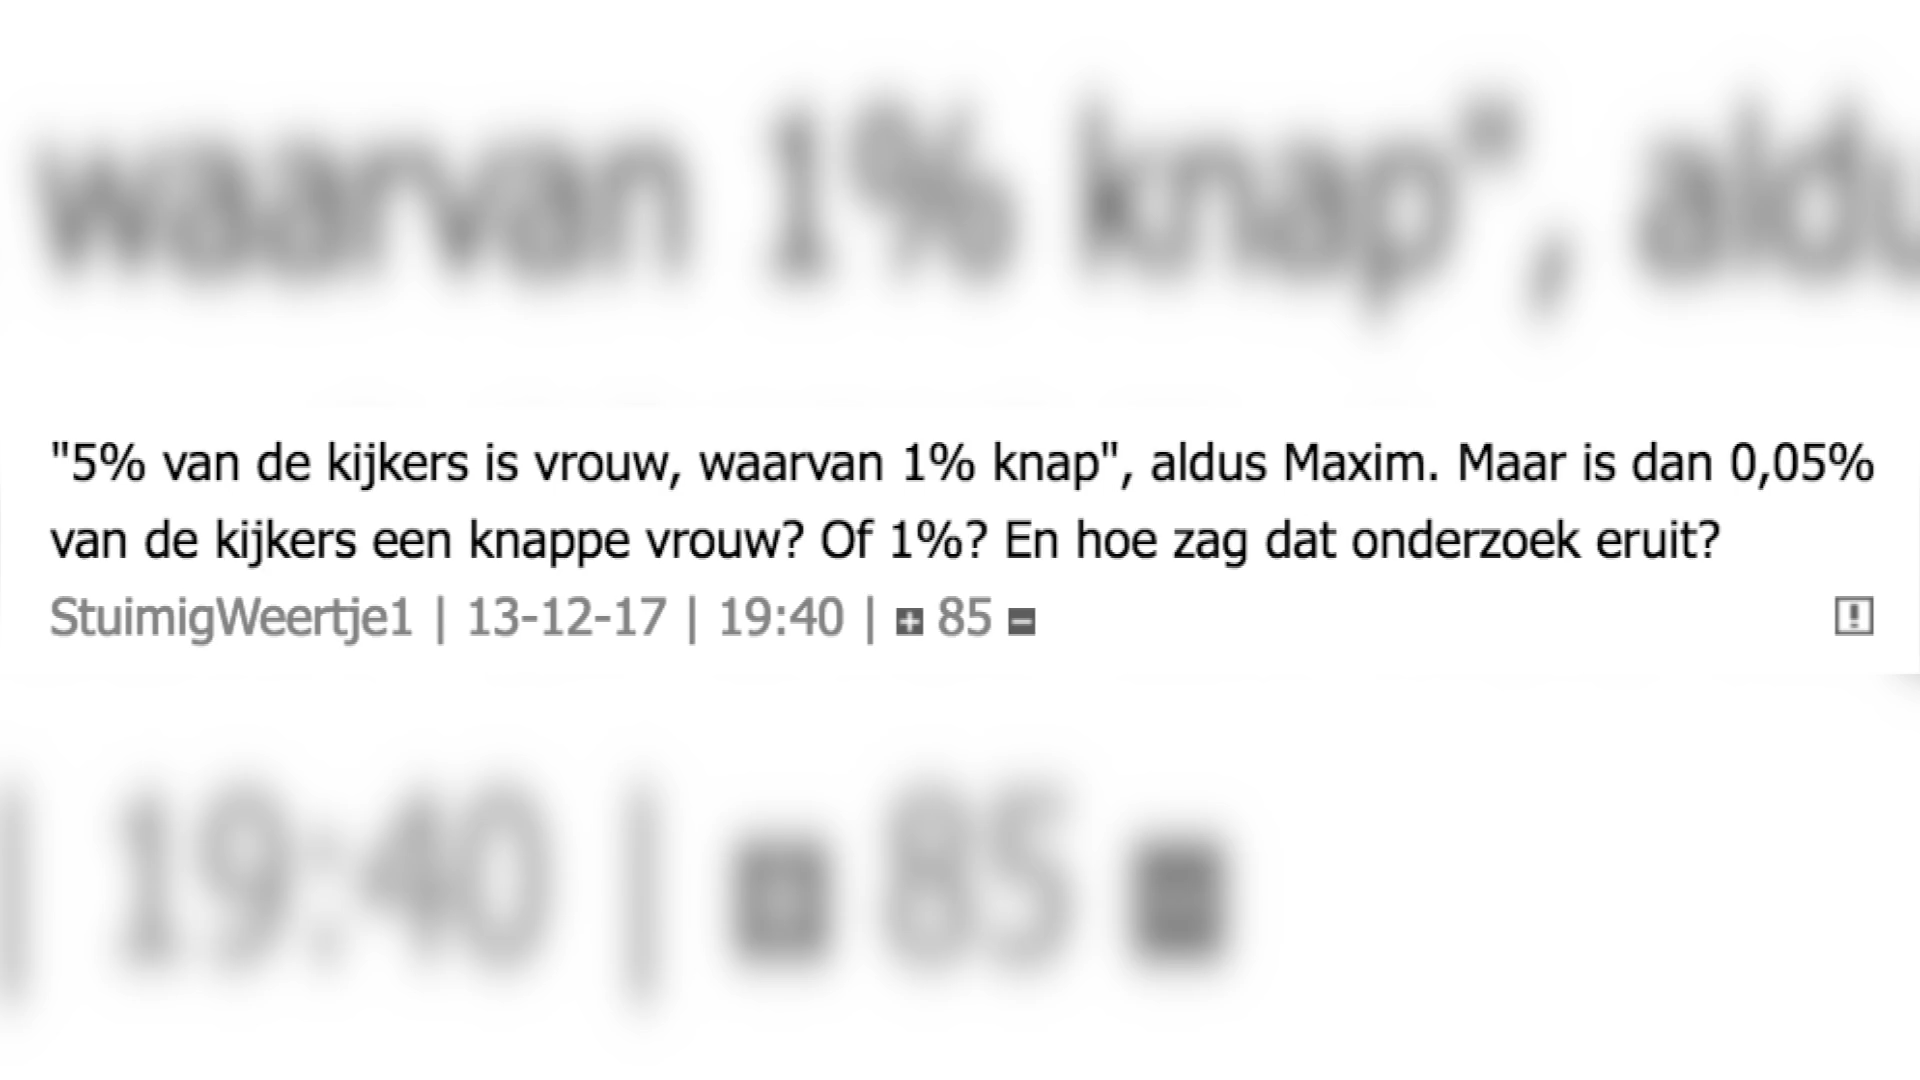 waarvan 1% knap", aldu
"5% van de kijkers is vrouw, waarvan 1% knap", aldus Maxim. Maar is dan 0,05%
van de kijkers een knappe vrouw? Of 1%? En hoe zag dat onderzoek eruit?
StuimigWeertje1 | 13-12-17 | 19:40 | + 85 −
| 19:40 | + 85 −